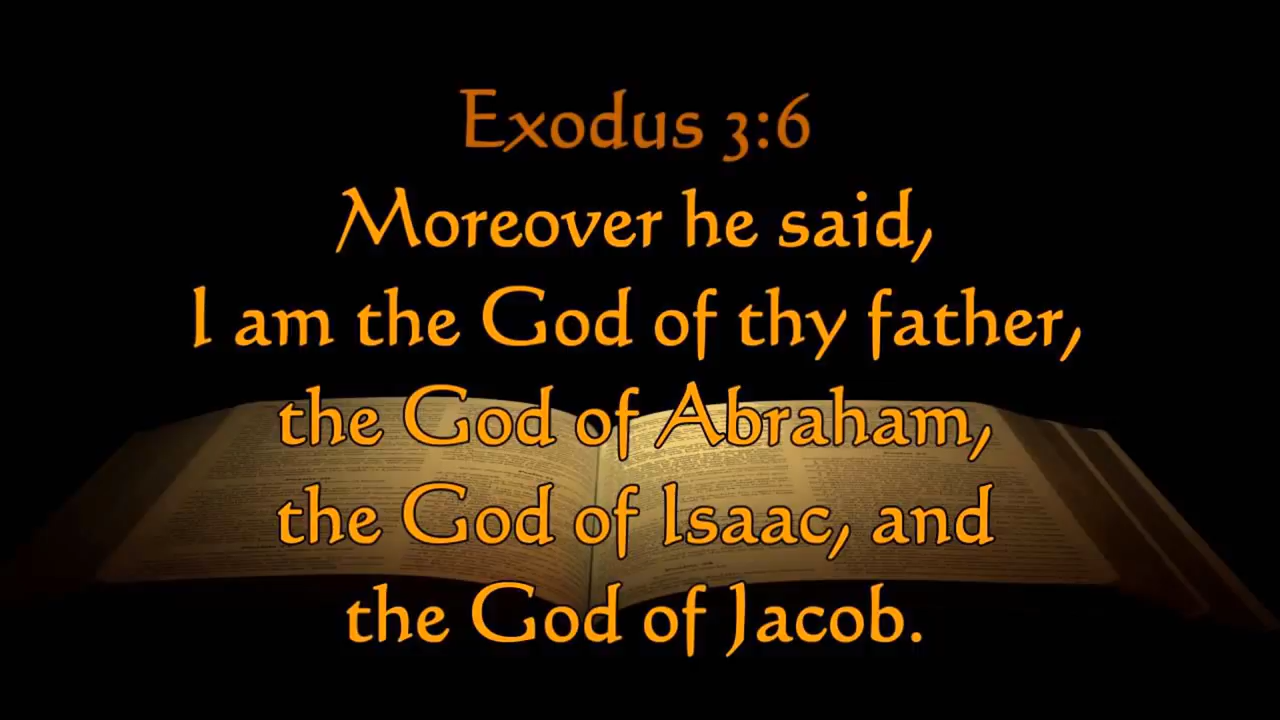 Exodus 3:6
Moreover he said,
I am the God of thy father,
the God of Abraham,
the God of Isaac, and
the God of Jacob.